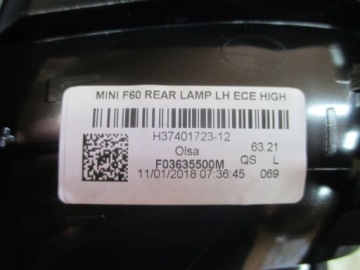 MINI F60 REAR LAMP LH ECE HIGH
H37401723-12
Olsa 63.21
F03635500M QS L
11/01/2018 07:36:45 069